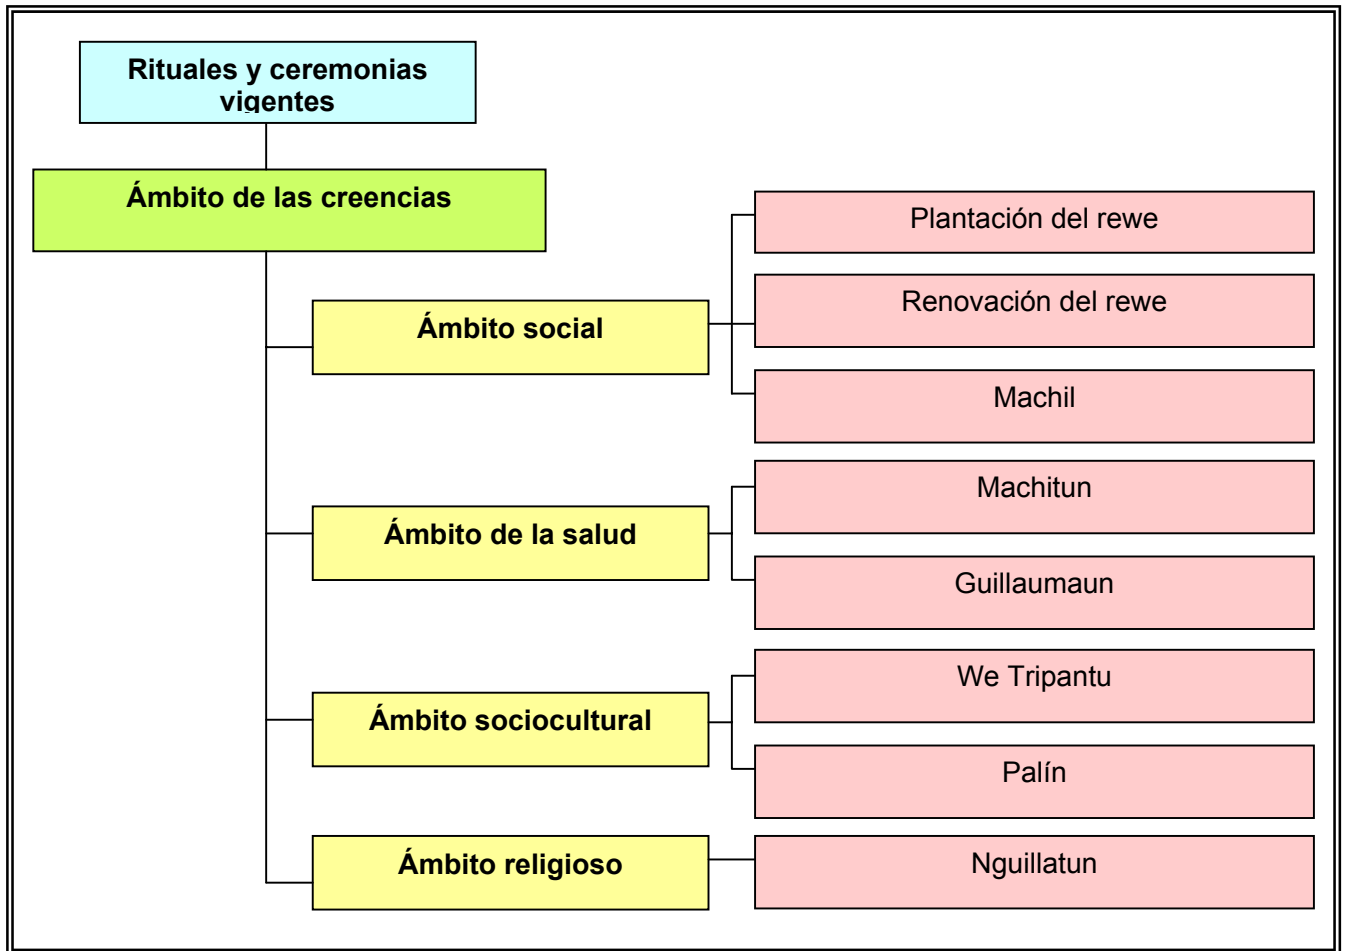 Rituales y ceremonias
vigentes
Ámbito de las creencias
Ámbito social
Plantación del rewe
Renovación del rewe
Machil
Ámbito de la salud
Machitun
Guillaumaun
Ámbito sociocultural
We Tripantu
Palín
Ámbito religioso
Nguillatun